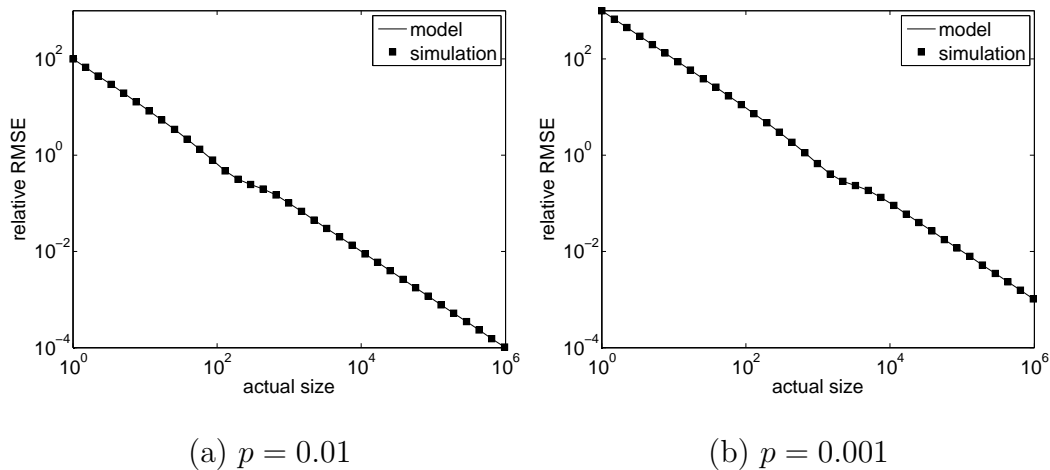 model
simulation
relative RMSE
10^2
10^0
10^−2
10^−4
10^0
10^2
10^4
10^6
actual size
(a) p = 0.01
model
simulation
relative RMSE
10^2
10^0
10^−2
10^−4
10^0
10^2
10^4
10^6
actual size
(b) p = 0.001